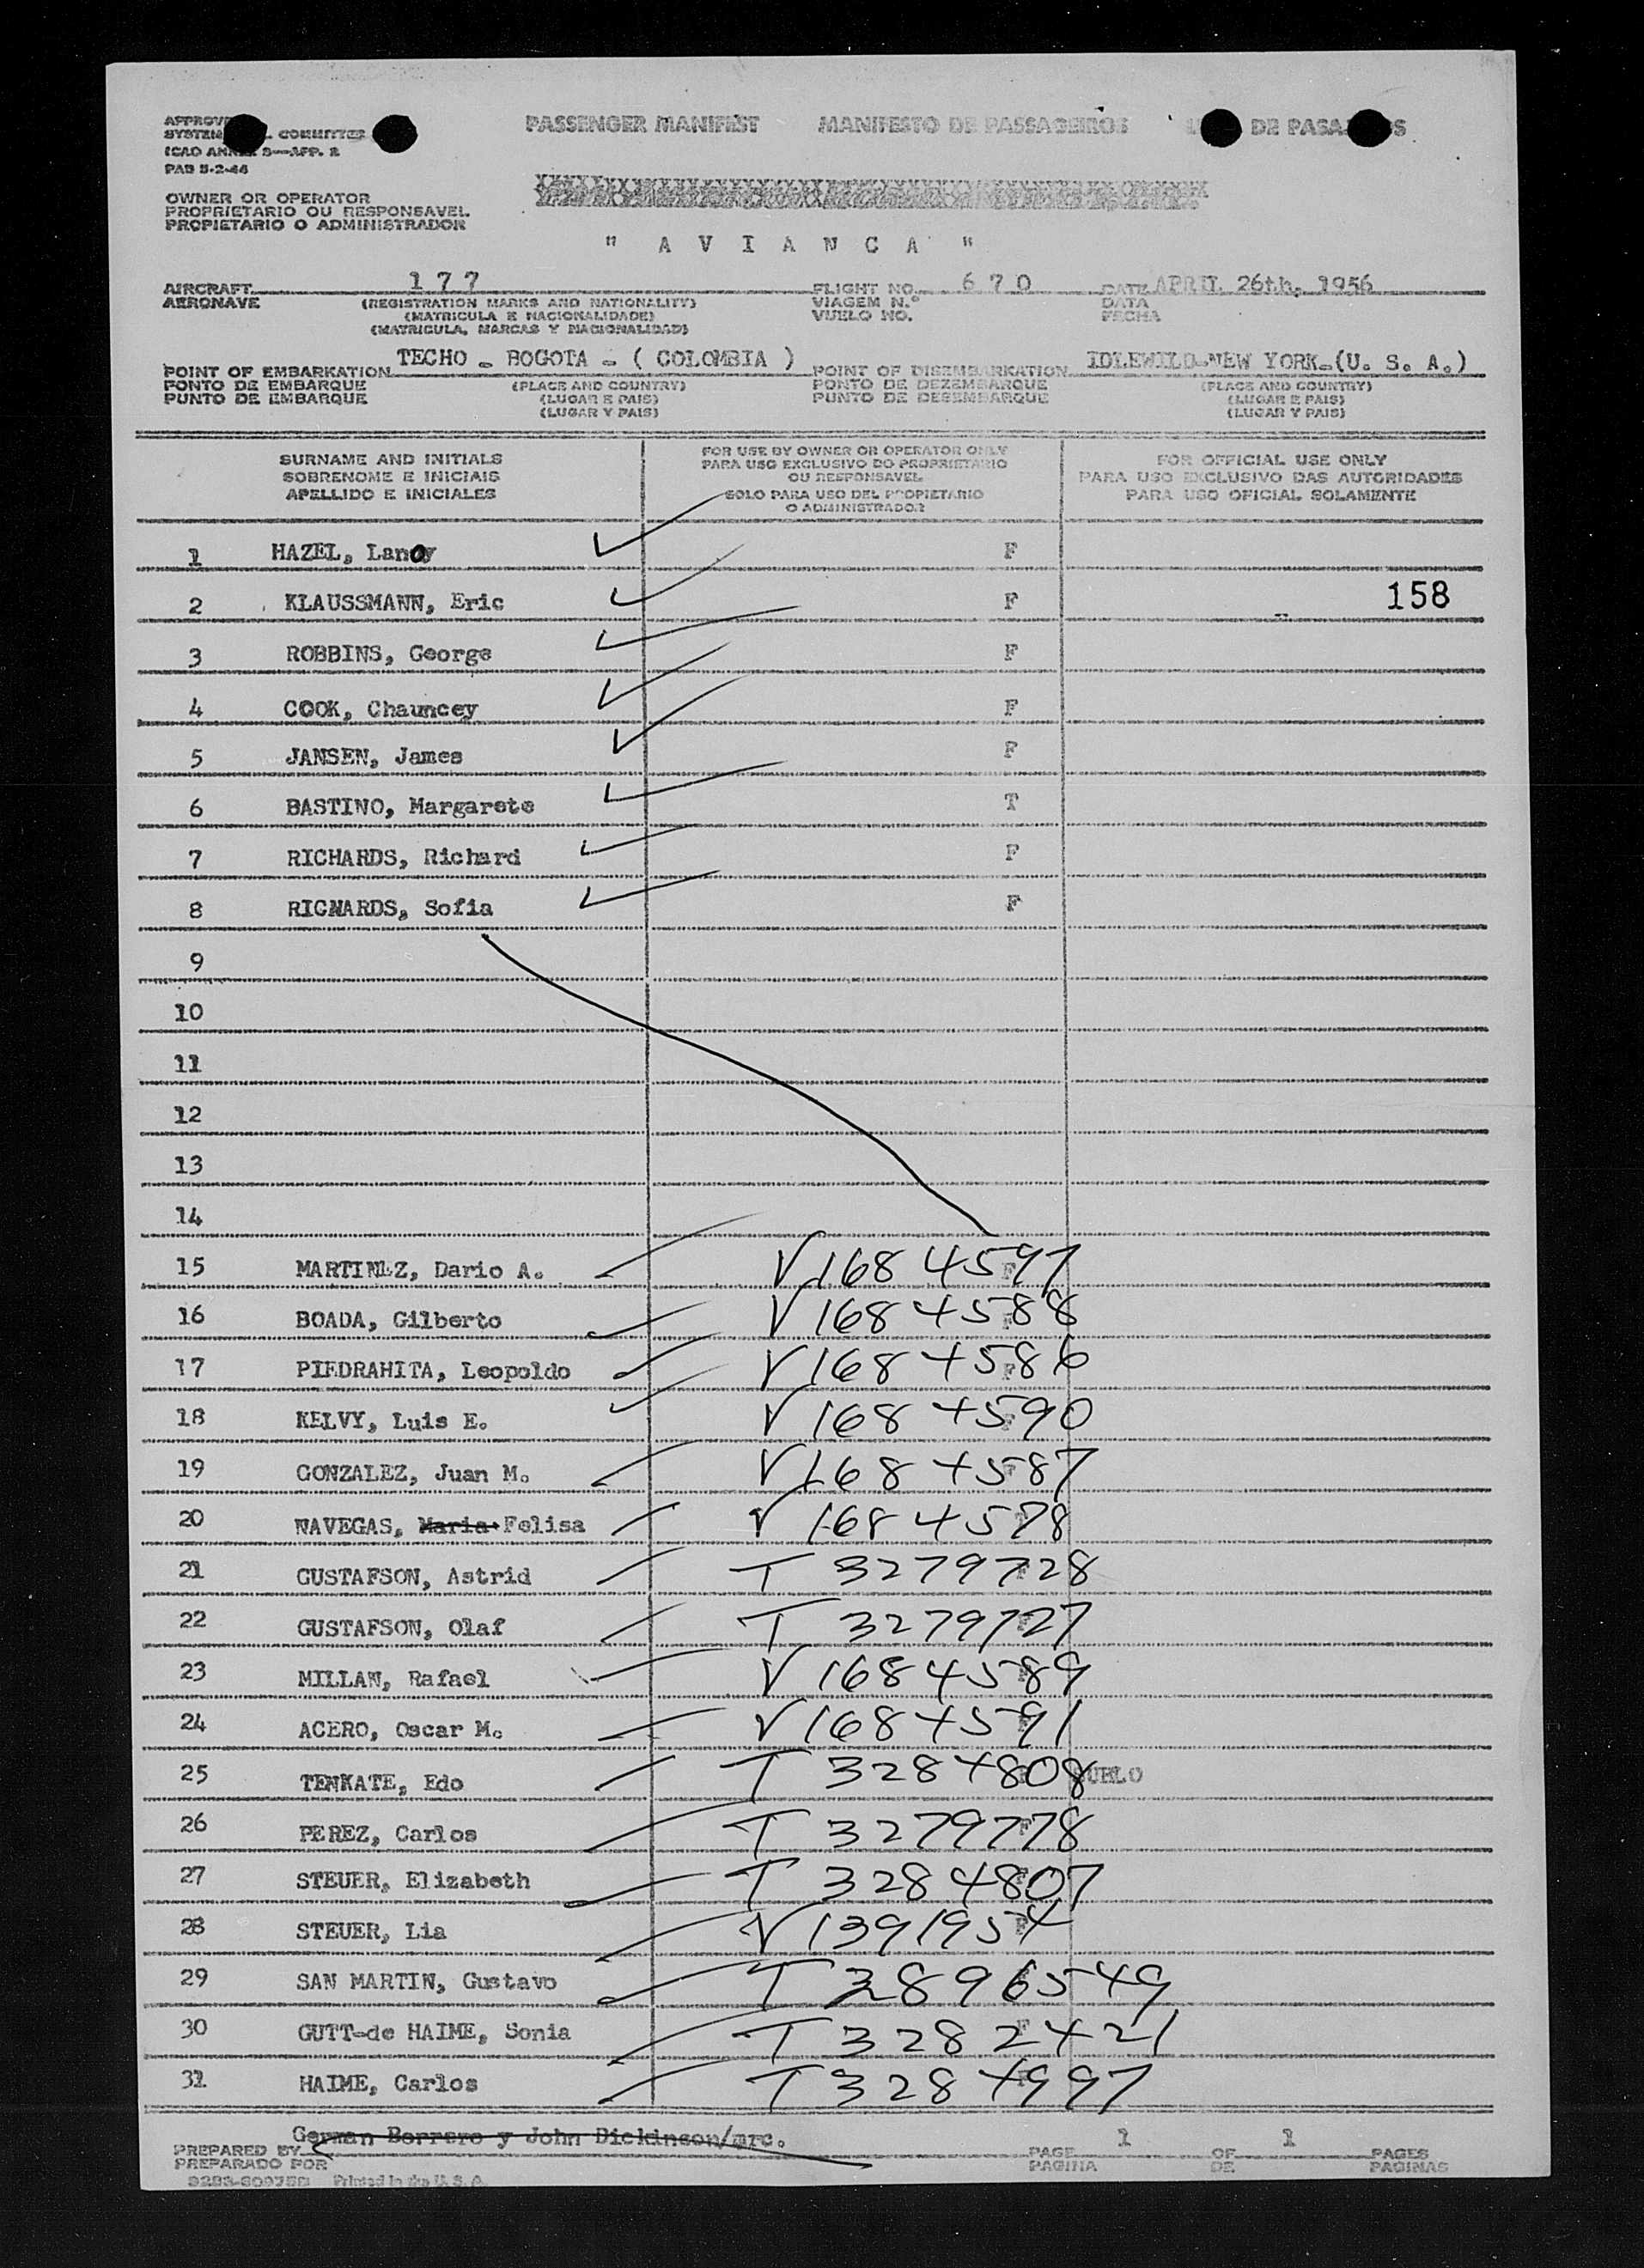 PASSENGER MANIFEST MANIFESTO DE PASSAGEIROS DE
COMMITTEE
ICAO 9—APP. 2
PAB 5-2-46
OWNER OR OPERATOR
PROPRIETARIO OU RESPONSAVEL
PROPIETARIO O ADMINISTRADOR
" A V I A N C A "
AIRCRAFT 177 FLIGHT NO. 670 DATE APRIL 26th, 1956
AERONAVE (REGISTRATION MARKS AND NATIONALITY) VIAGEM N.° DATA
(MATRICULA E NACIONALIDADE) VUELO NO. FECHA
(MATRICULA, MARCAS Y NACIONALIDAD)
POINT OF EMBARKATION TECHO - BOGOTA - ( COLOMBIA ) POINT OF DISEMBARKATION IDLEWILD-NEW YORK-(U. S. A.)
PONTO DE EMBARQUE (PLACE AND COUNTRY) PONTO DE DEZEMBARQUE (PLACE AND COUNTRY)
PUNTO DE EMBARQUE (LUGAR E PAIS) PUNTO DE DESEMBARQUE (LUGAR E PAIS)
(LUGAR Y PAIS) (LUGAR Y PAIS)
SURNAME AND INITIALS
SOBRENOME E INICIAIS
APELLIDO E INICIALES
FOR USE BY OWNER OR OPERATOR ONLY
PARA USO EXCLUSIVO DO PROPRIETARIO
OU RESPONSAVEL
SOLO PARA USO DEL PROPIETARIO
O ADMINISTRADOR
FOR OFFICIAL USE ONLY
PARA USO EXCLUSIVO DAS AUTORIDADES
PARA USO OFICIAL SOLAMENTE
1 HAZEL, F
2 KLAUSSMANN, Eric F 158
3 ROBBINS, George F
4 COOK, Chauncey F
5 JANSEN, James F
6 BASTINO, Margarete T
7 RICHARDS, Richard F
8 RICNARDS, Sofia F
9
10
11
12
13
14
15 MARTINEZ, Dario A. V 1684597 F
16 BOADA, Gilberto V 1684588 F
17 PIEDRAHITA, Leopoldo V 1684586 F
18 KELVY, Luis E. V 1684590 F
19 GONZALEZ, Juan M. V 1684587 F
20 NAVEGAS, Maria Felisa V 1684578
21 GUSTAFSON, Astrid T 3279728 F
22 GUSTAFSON, Olaf T 3279727 F
23 MILLAN, Rafael V 1684589 F
24 ACERO, Oscar M. V 1684591 F
25 TENKATE, Edo T 3284808
26 PEREZ, Carlos T 3279778 F
27 STEUER, Elizabeth T 3284807 F
28 STEUER, Lia V 1391954 F
29 SAN MARTIN, Gustavo T 2896549
30 GUTT-de HAIME, Sonia T 3282421 F
31 HAIME, Carlos T 3284997 F
German Borrero y John Dickinson/mrc.
PREPARED BY PAGE 1 OF 1 PAGES
PREPARADO POR PAGINA DE PAGINAS
Printed in the U. S. A.